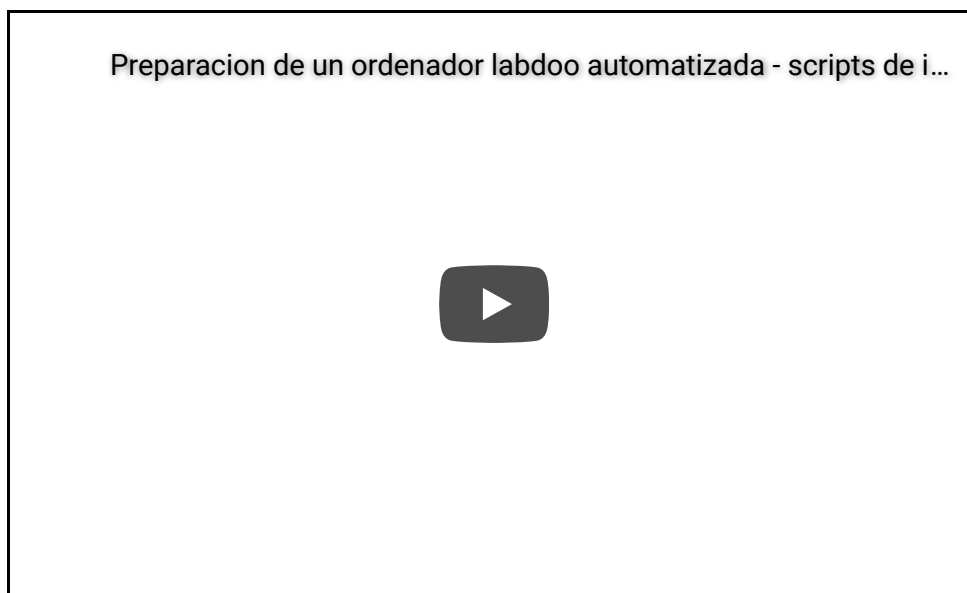 Preparacion de un ordenador labdoo automatizada - scripts de i...